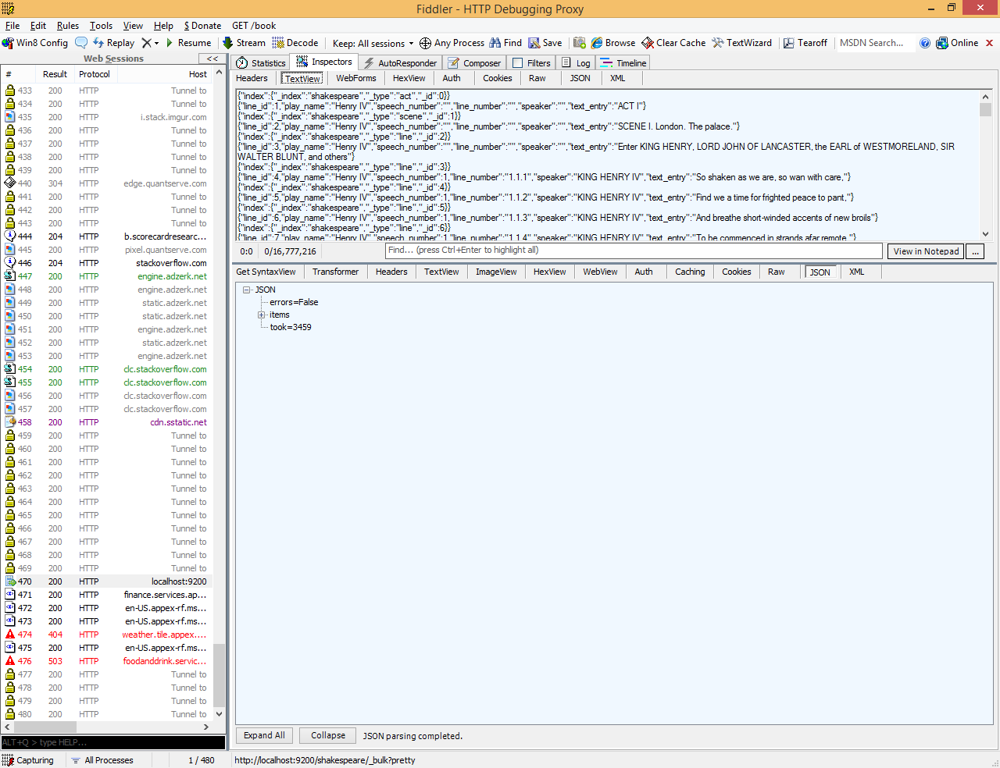 Fiddler - HTTP Debugging Proxy
File Edit Rules Tools View Help $ Donate GET /book
Win8 Config Replay Resume Stream Decode Keep: All sessions Any Process Find Save Browse Clear Cache TextWizard Tearoff MSDN Search... Online
Web Sessions <<
# Result Protocol Host
433 200 HTTP Tunnel to
434 200 HTTP Tunnel to
435 200 HTTP i.stack.imgur.com
436 200 HTTP Tunnel to
437 200 HTTP Tunnel to
438 200 HTTP Tunnel to
439 200 HTTP Tunnel to
440 304 HTTP edge.quantserve.com
441 200 HTTP Tunnel to
442 200 HTTP Tunnel to
443 200 HTTP Tunnel to
444 204 HTTP b.scorecardresearc...
445 200 HTTP pixel.quantserve.com
446 204 HTTP stackoverflow.com
447 200 HTTP engine.adzerk.net
448 200 HTTP engine.adzerk.net
449 200 HTTP static.adzerk.net
450 200 HTTP static.adzerk.net
451 200 HTTP engine.adzerk.net
452 200 HTTP static.adzerk.net
453 200 HTTP engine.adzerk.net
454 200 HTTP clc.stackoverflow.com
455 200 HTTP clc.stackoverflow.com
456 200 HTTP clc.stackoverflow.com
457 200 HTTP clc.stackoverflow.com
458 200 HTTP cdn.sstatic.net
459 200 HTTP Tunnel to
460 200 HTTP Tunnel to
461 200 HTTP Tunnel to
462 200 HTTP Tunnel to
463 200 HTTP Tunnel to
464 200 HTTP Tunnel to
465 200 HTTP Tunnel to
466 200 HTTP Tunnel to
467 200 HTTP Tunnel to
468 200 HTTP Tunnel to
469 200 HTTP Tunnel to
470 200 HTTP localhost:9200
471 200 HTTP finance.services.ap...
472 200 HTTP en-US.appex-rf.ms...
473 200 HTTP en-US.appex-rf.ms...
474 404 HTTP weather.tile.appex....
475 200 HTTP en-US.appex-rf.ms...
476 503 HTTP foodanddrink.servic...
477 200 HTTP Tunnel to
478 200 HTTP Tunnel to
479 200 HTTP Tunnel to
480 200 HTTP Tunnel to
ALT+Q > type HELP...
Statistics Inspectors AutoResponder Composer Filters Log Timeline
Headers TextView WebForms HexView Auth Cookies Raw JSON XML
{"index":{"_index":"shakespeare","_type":"act","_id":0}}
{"line_id":1,"play_name":"Henry IV","speech_number":"","line_number":"","speaker":"","text_entry":"ACT I"}
{"index":{"_index":"shakespeare","_type":"scene","_id":1}}
{"line_id":2,"play_name":"Henry IV","speech_number":"","line_number":"","speaker":"","text_entry":"SCENE I. London. The palace."}
{"index":{"_index":"shakespeare","_type":"line","_id":2}}
{"line_id":3,"play_name":"Henry IV","speech_number":"","line_number":"","speaker":"","text_entry":"Enter KING HENRY, LORD JOHN OF LANCASTER, the EARL of WESTMORELAND, SIR
WALTER BLUNT, and others"}
{"index":{"_index":"shakespeare","_type":"line","_id":3}}
{"line_id":4,"play_name":"Henry IV","speech_number":1,"line_number":"1.1.1","speaker":"KING HENRY IV","text_entry":"So shaken as we are, so wan with care,"}
{"index":{"_index":"shakespeare","_type":"line","_id":4}}
{"line_id":5,"play_name":"Henry IV","speech_number":1,"line_number":"1.1.2","speaker":"KING HENRY IV","text_entry":"Find we a time for frighted peace to pant,"}
{"index":{"_index":"shakespeare","_type":"line","_id":5}}
{"line_id":6,"play_name":"Henry IV","speech_number":1,"line_number":"1.1.3","speaker":"KING HENRY IV","text_entry":"And breathe short-winded accents of new broils"}
{"index":{"_index":"shakespeare","_type":"line","_id":6}}
{"line_id":7,"play_name":"Henry IV","speech_number":1,"line_number":"1.1.4","speaker":"KING HENRY IV","text_entry":"To be commenced in strands afar remote."}
0:0 0/16,777,216 Find... (press Ctrl+Enter to highlight all) View in Notepad ...
Get SyntaxView Transformer Headers TextView ImageView HexView WebView Auth Caching Cookies Raw JSON XML
JSON
errors=False
items
took=3459
Expand All Collapse JSON parsing completed.
Capturing All Processes 1 / 480 http://localhost:9200/shakespeare/_bulk?pretty